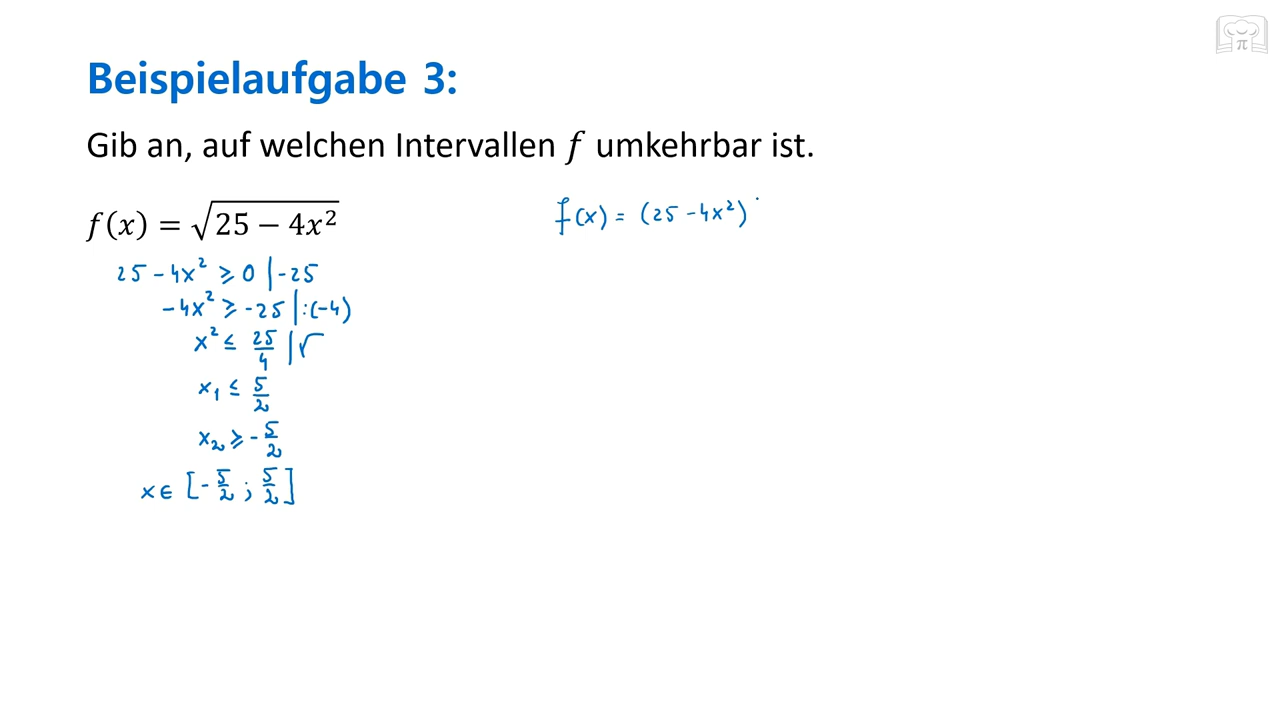 Beispielaufgabe 3:
Gib an, auf welchen Intervallen f umkehrbar ist.
f(x) = √(25 − 4x²)
25 - 4x² ≥ 0 | -25
-4x² ≥ -25 | :(-4)
x² ≤ 25/4 | √
x₁ ≤ 5/2
x₂ ≥ - 5/2
x ∈ [- 5/2 ; 5/2]
f(x) = (25 - 4x²)
π